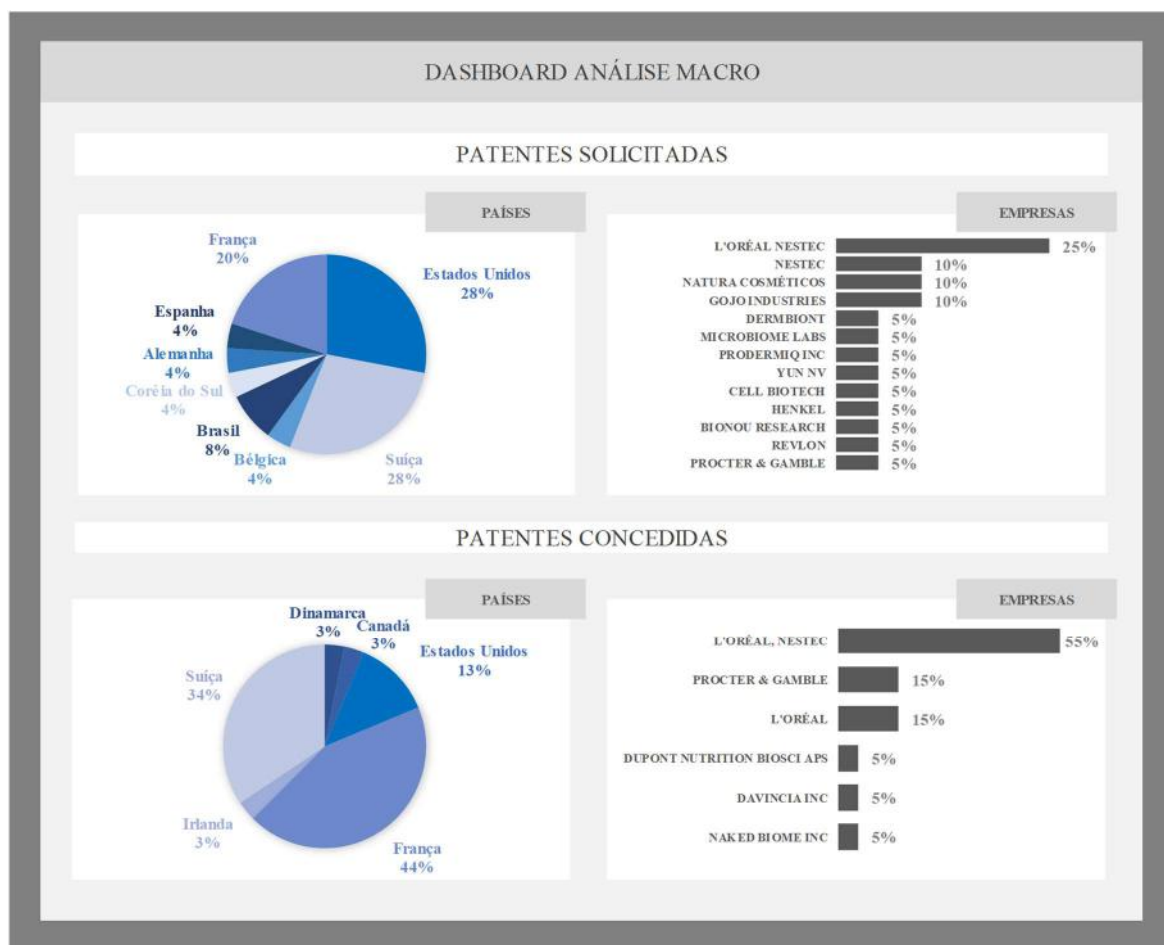 DASHBOARD ANÁLISE MACRO
PATENTES SOLICITADAS
PAÍSES
França
20%
Estados Unidos
28%
Espanha
4%
Alemanha
4%
Coréia do Sul
4%
Brasil
8%
Bélgica
4%
Suíça
28%
EMPRESAS
L'ORÉAL NESTEC 25%
NESTEC 10%
NATURA COSMÉTICOS 10%
GOJO INDUSTRIES 10%
DERMBIONT 5%
MICROBIOME LABS 5%
PRODERMIQ INC 5%
YUN NV 5%
CELL BIOTECH 5%
HENKEL 5%
BIONOU RESEARCH 5%
REVLON 5%
PROCTER & GAMBLE 5%
PATENTES CONCEDIDAS
PAÍSES
Dinamarca
3%
Canadá
3%
Estados Unidos
13%
Suíça
34%
Irlanda
3%
França
44%
EMPRESAS
L'ORÉAL, NESTEC 55%
PROCTER & GAMBLE 15%
L'ORÉAL 15%
DUPONT NUTRITION BIOSCI APS 5%
DAVINCIA INC 5%
NAKED BIOME INC 5%